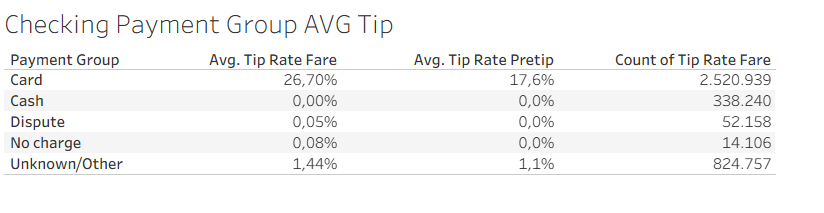 Checking Payment Group AVG Tip
Payment Group Avg. Tip Rate Fare Avg. Tip Rate Pretip Count of Tip Rate Fare
Card 26,70% 17,6% 2.520.939
Cash 0,00% 0,0% 338.240
Dispute 0,05% 0,0% 52.158
No charge 0,08% 0,0% 14.106
Unknown/Other 1,44% 1,1% 824.757